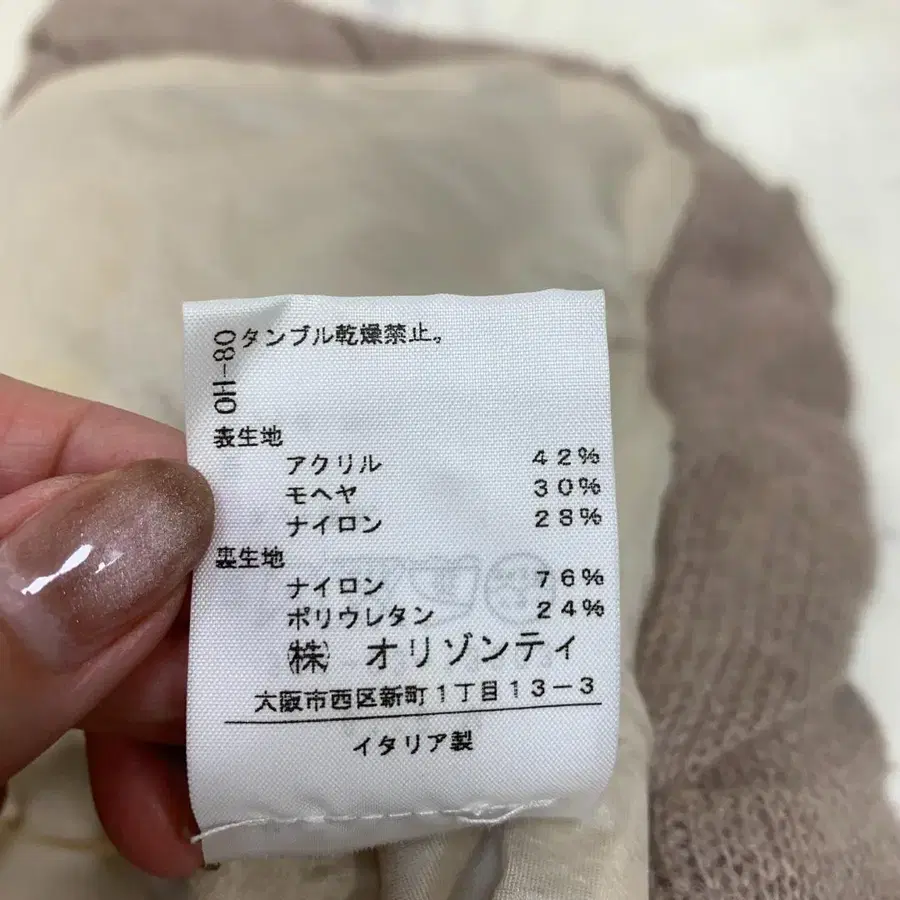 タンブル乾燥禁止。
OH-80
表生地
アクリル 42%
モヘヤ 30%
ナイロン 28%
裏生地
ナイロン 76%
ポリウレタン 24%
㈱ オリゾンティ
大阪市西区新町1丁目13-3
イタリア製